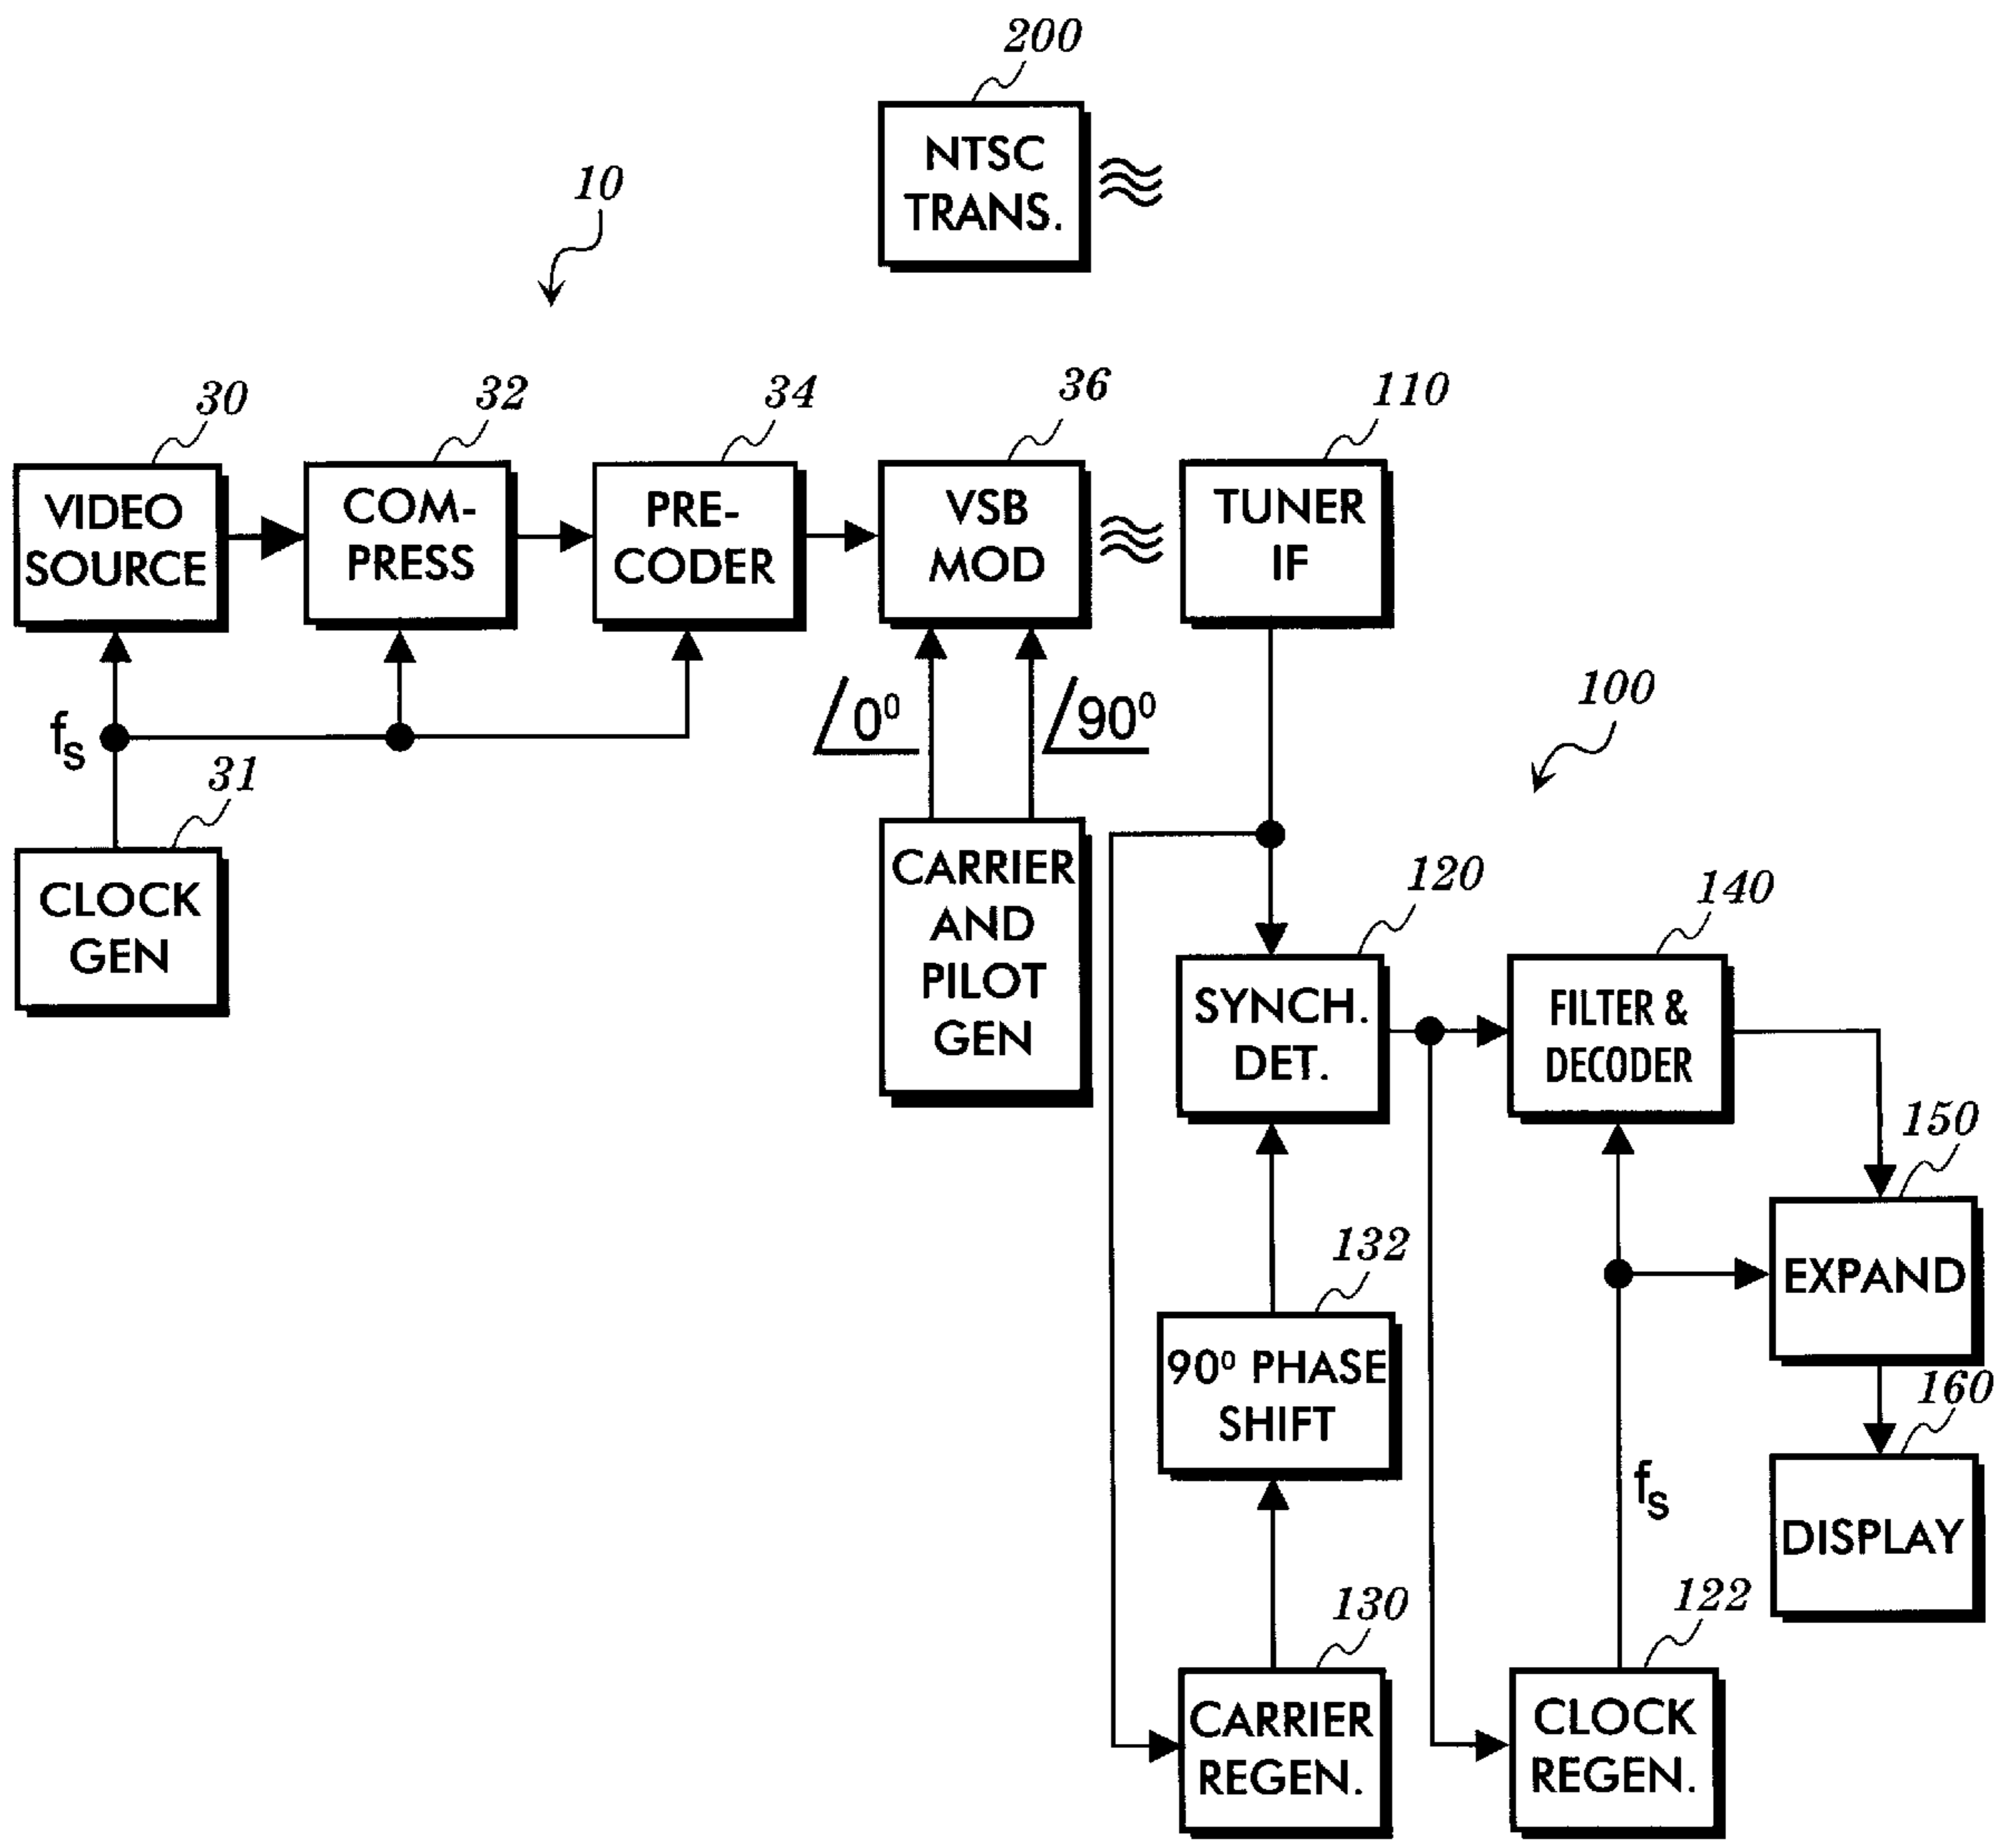 200
NTSC
TRANS.
10
30
32
34
36
110
VIDEO
SOURCE
COM-
PRESS
PRE-
CODER
VSB
MOD
TUNER
IF
fs
0⁰
90⁰
100
31
CLOCK
GEN
CARRIER
AND
PILOT
GEN
120
140
SYNCH.
DET.
FILTER &
DECODER
150
EXPAND
132
90⁰ PHASE
SHIFT
160
DISPLAY
fs
130
122
CARRIER
REGEN.
CLOCK
REGEN.